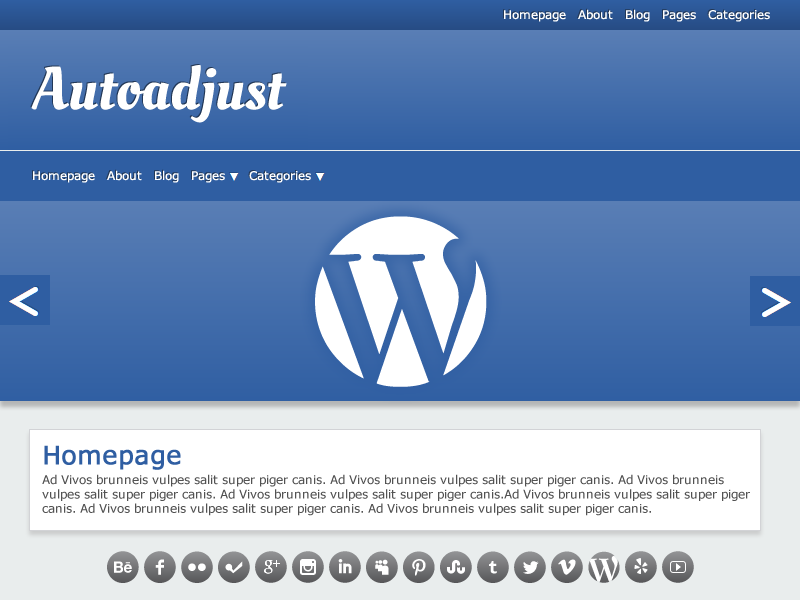 Homepage About Blog Pages Categories
Autoadjust
Homepage About Blog Pages ▼ Categories ▼
W
< >
Homepage
Ad Vivos brunneis vulpes salit super piger canis. Ad Vivos brunneis vulpes salit super piger canis. Ad Vivos brunneis
vulpes salit super piger canis. Ad Vivos brunneis vulpes salit super piger canis.Ad Vivos brunneis vulpes salit super piger
canis. Ad Vivos brunneis vulpes salit super piger canis. Ad Vivos brunneis vulpes salit super piger canis.
Bē f g+ in t W